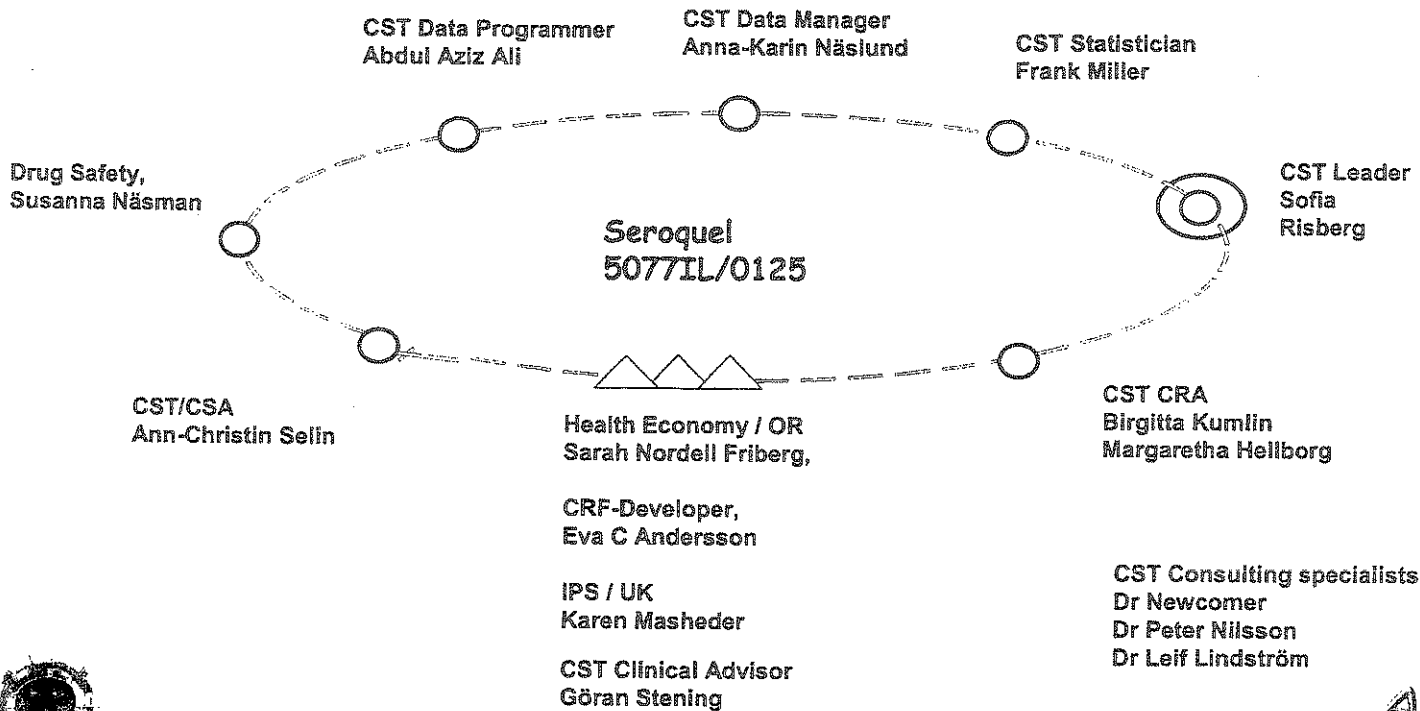 CST Data Programmer
Abdul Aziz Ali
CST Data Manager
Anna-Karin Näslund
CST Statistician
Frank Miller
Drug Safety,
Susanna Näsman
CST Leader
Sofia
Risberg
Seroquel
5077IL/0125
CST/CSA
Ann-Christin Selin
Health Economy / OR
Sarah Nordell Friberg,
CST CRA
Birgitta Kumlin
Margaretha Hellborg
CRF-Developer,
Eva C Andersson
IPS / UK
Karen Masheder
CST Clinical Advisor
Göran Stening
CST Consulting specialists
Dr Newcomer
Dr Peter Nilsson
Dr Leif Lindström